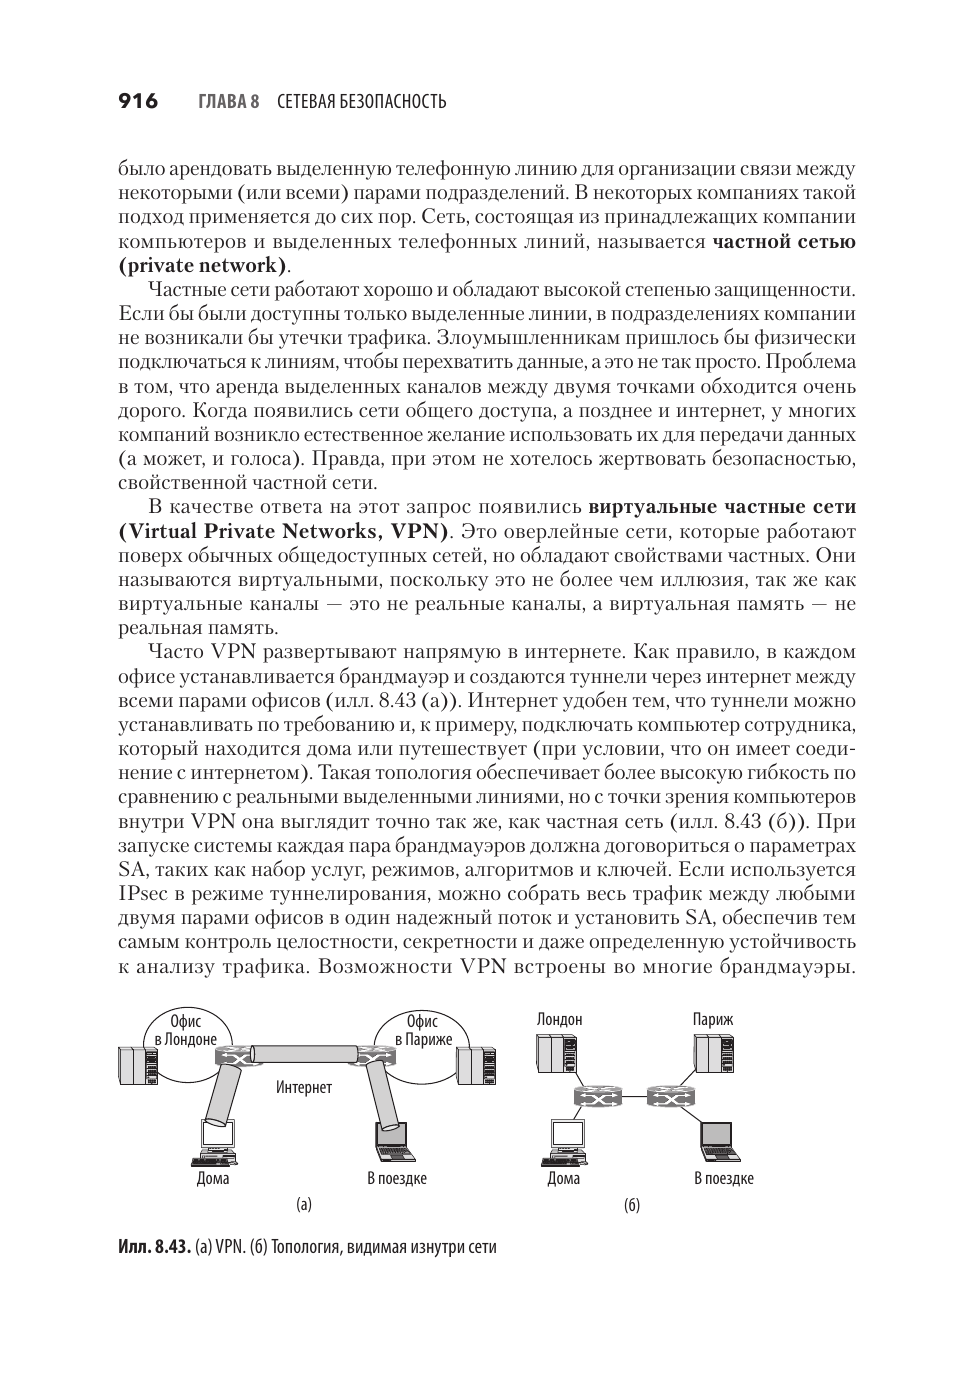 916 ГЛАВА 8 СЕТЕВАЯ БЕЗОПАСНОСТЬ
было арендовать выделенную телефонную линию для организации связи между
некоторыми (или всеми) парами подразделений. В некоторых компаниях такой
подход применяется до сих пор. Сеть, состоящая из принадлежащих компании
компьютеров и выделенных телефонных линий, называется частной сетью
(private network).
Частные сети работают хорошо и обладают высокой степенью защищенности.
Если бы были доступны только выделенные линии, в подразделениях компании
не возникали бы утечки трафика. Злоумышленникам пришлось бы физически
подключаться к линиям, чтобы перехватить данные, а это не так просто. Проблема
в том, что аренда выделенных каналов между двумя точками обходится очень
дорого. Когда появились сети общего доступа, а позднее и интернет, у многих
компаний возникло естественное желание использовать их для передачи данных
(а может, и голоса). Правда, при этом не хотелось жертвовать безопасностью,
свойственной частной сети.
В качестве ответа на этот запрос появились виртуальные частные сети
(Virtual Private Networks, VPN). Это оверлейные сети, которые работают
поверх обычных общедоступных сетей, но обладают свойствами частных. Они
называются виртуальными, поскольку это не более чем иллюзия, так же как
виртуальные каналы — это не реальные каналы, а виртуальная память — не
реальная память.
Часто VPN развертывают напрямую в интернете. Как правило, в каждом
офисе устанавливается брандмауэр и создаются туннели через интернет между
всеми парами офисов (илл. 8.43 (а)). Интернет удобен тем, что туннели можно
устанавливать по требованию и, к примеру, подключать компьютер сотрудника,
который находится дома или путешествует (при условии, что он имеет соеди-
нение с интернетом). Такая топология обеспечивает более высокую гибкость по
сравнению с реальными выделенными линиями, но с точки зрения компьютеров
внутри VPN она выглядит точно так же, как частная сеть (илл. 8.43 (б)). При
запуске системы каждая пара брандмауэров должна договориться о параметрах
SA, таких как набор услуг, режимов, алгоритмов и ключей. Если используется
IPsec в режиме туннелирования, можно собрать весь трафик между любыми
двумя парами офисов в один надежный поток и установить SA, обеспечив тем
самым контроль целостности, секретности и даже определенную устойчивость
к анализу трафика. Возможности VPN встроены во многие брандмауэры.
Офис
в Лондоне
Офис
в Париже
Интернет
Дома
В поездке
(а)
Лондон
Париж
Дома
В поездке
(б)
Илл. 8.43. (а) VPN. (б) Топология, видимая изнутри сети